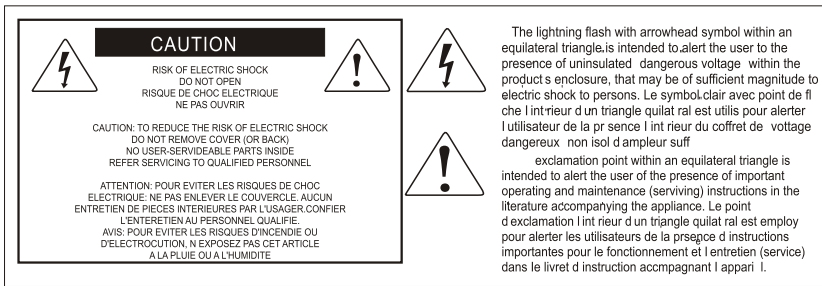 CAUTION
RISK OF ELECTRIC SHOCK
DO NOT OPEN
RISQUE DE CHOC ELECTRIQUE
NE PAS OUVRIR
CAUTION: TO REDUCE THE RISK OF ELECTRIC SHOCK
DO NOT REMOVE COVER (OR BACK)
NO USER-SERVIDEABLE PARTS INSIDE
REFER SERVICING TO QUALIFIED PERSONNEL
ATTENTION: POUR EVITER LES RISQUES DE CHOC
ELECTRIQUE: NE PAS ENLEVER LE COUVERCLE. AUCUN
ENTRETIEN DE PIECES INTERIEURES PAR L'USAGER.CONFIER
L'ENTERETIEN AU PERSONNEL QUALIFIE.
AVIS: POUR EVITER LES RISQUES D'INCENDIE OU
D'ELECTROCUTION, N EXPOSEZ PAS CET ARTICLE
A LA PLUIE OU A L'HUMIDITE
The lightning flash with arrowhead symbol within an
equilateral triangle,is intended to.alert the user to the
presence of uninsulated dangerous voltage within the
product,s enclosure, that may be of sufficient magnitude to
electric shock to persons. Le symbol.clair avec point de fl
che l int rieur d un triangle quilat ral est utilis pour alerter
l utilisateur de la pr sence l int rieur du coffret de vottage
dangereux non isol d ampleur suff
exclamation point within an equilateral triangle is
intended to alert the user of the presence of important
operating and maintenance (serviving) instructions in the
literature accompanying the appliance. Le point
d exclamation l int rieur d un triangle quilat ral est employ
pour alerter les utilisateurs de la prsepce d instructions
importantes pour le fonctionnement et l entretien (service)
dans le livret d instruction accmpagnant l appari l.